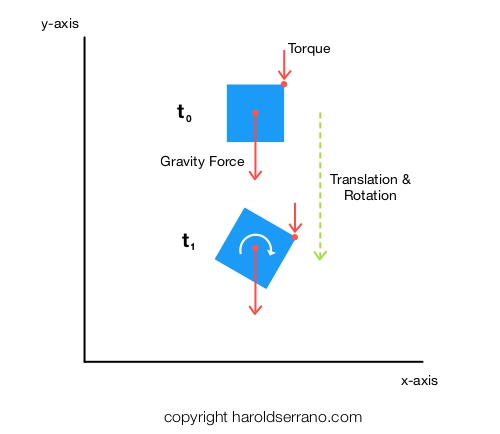 y-axis
Torque
t0
Gravity Force
Translation &
Rotation
t1
x-axis
copyright haroldserrano.com